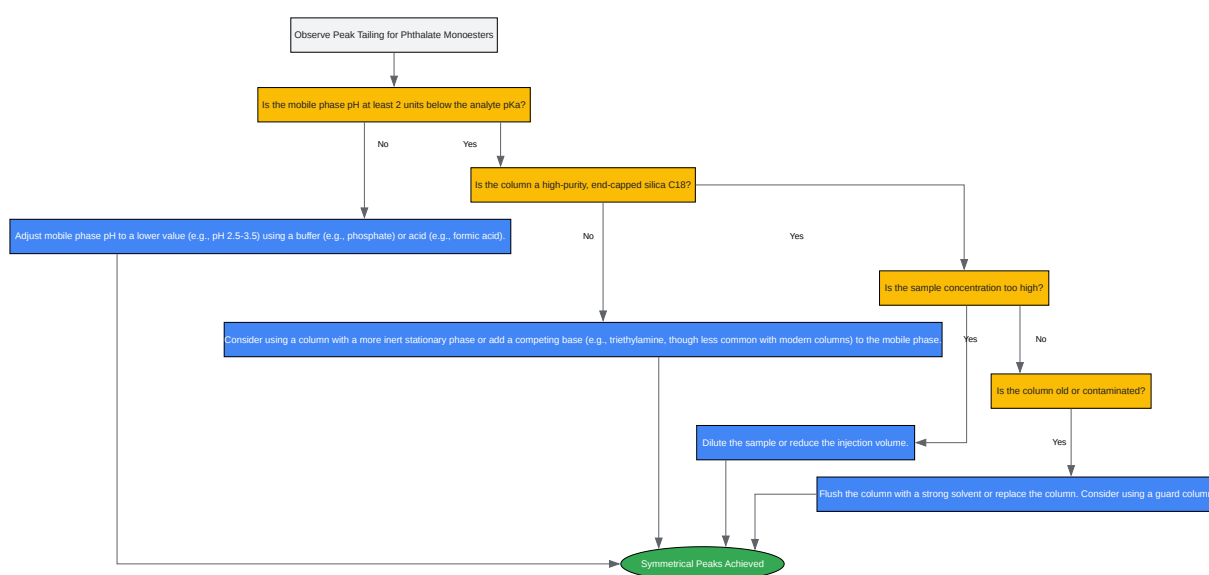 Observe Peak Tailing for Phthalate Monoesters
Is the mobile phase pH at least 2 units below the analyte pKa?
No
Yes
Is the column a high-purity, end-capped silica C18?
Adjust mobile phase pH to a lower value (e.g., pH 2.5-3.5) using a buffer (e.g., phosphate) or acid (e.g., formic acid).
No
Yes
Is the sample concentration too high?
Consider using a column with a more inert stationary phase or add a competing base (e.g., triethylamine, though less common with modern columns) to the mobile phase.
Yes
No
Is the column old or contaminated?
Dilute the sample or reduce the injection volume.
Yes
Flush the column with a strong solvent or replace the column. Consider using a guard colum
Symmetrical Peaks Achieved